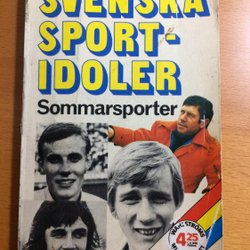 SVENSKA
SPORT-
IDOLER
Sommarsporter
4:25